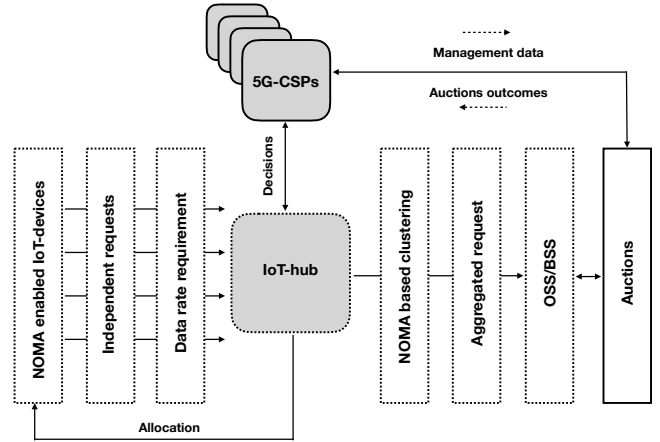 Management data
5G-CSPs
Auctions outcomes
Decisions
NOMA enabled IoT-devices
Independent requests
Data rate requirement
IoT-hub
NOMA based clustering
Aggregated request
OSS/BSS
Auctions
Allocation